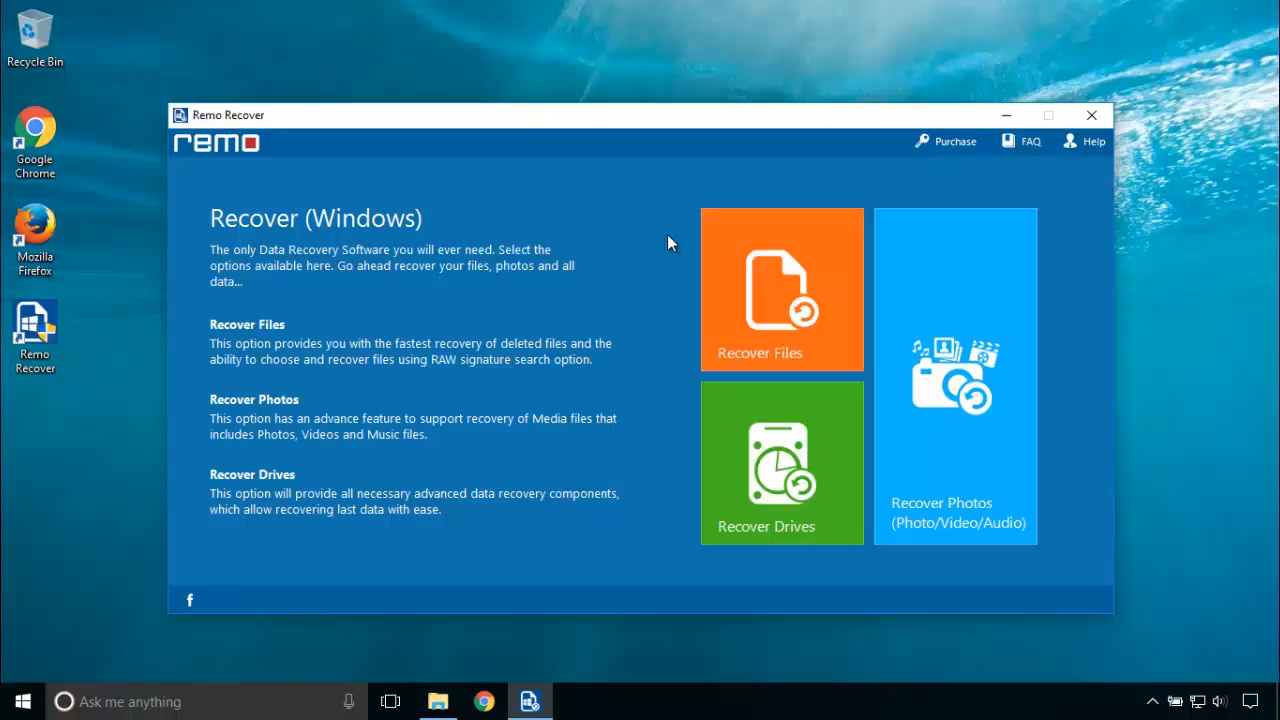 Recycle Bin
Google
Chrome
Mozilla
Firefox
Remo
Recover
Remo Recover
remo
Purchase
FAQ
Help
Recover (Windows)
The only Data Recovery Software you will ever need. Select the
options available here. Go ahead recover your files, photos and all
data...
Recover Files
This option provides you with the fastest recovery of deleted files and the
ability to choose and recover files using RAW signature search option.
Recover Photos
This option has an advance feature to support recovery of Media files that
includes Photos, Videos and Music files.
Recover Drives
This option will provide all necessary advanced data recovery components,
which allow recovering last data with ease.
Recover Files
Recover Drives
Recover Photos
(Photo/Video/Audio)
f
Ask me anything